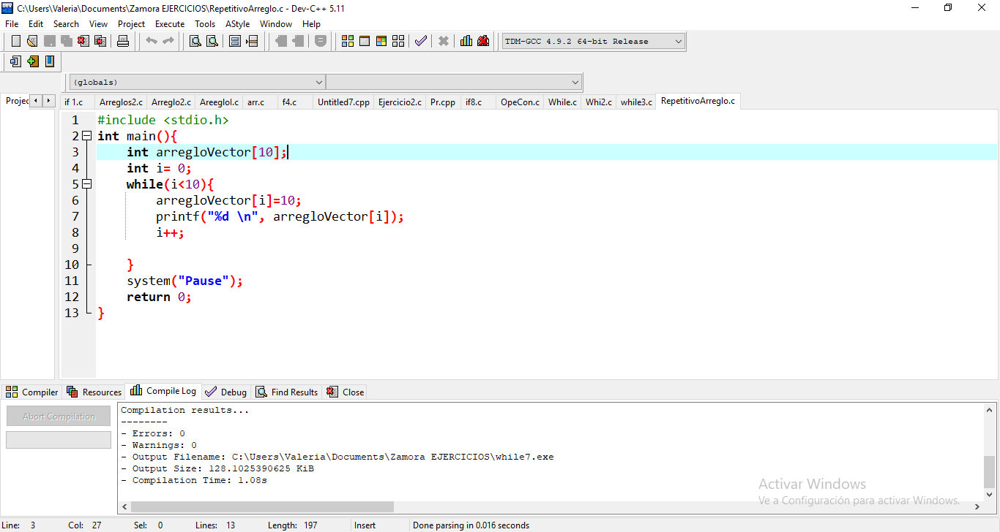 C:\Users\Valeria\Documents\Zamora EJERCICIOS\RepetitivoArreglo.c - Dev-C++ 5.11
File Edit Search View Project Execute Tools AStyle Window Help
TDM-GCC 4.9.2 64-bit Release
(globals)
Projec if 1.c Arreglos2.c Arreglo2.c Areeglol.c arr.c f4.c Untitled7.cpp Ejercicio2.c Pr.cpp if8.c OpeCon.c While.c Whi2.c while3.c RepetitivoArreglo.c
1 #include <stdio.h>
2 int main(){
3 int arregloVector[10];
4 int i= 0;
5 while(i<10){
6 arregloVector[i]=10;
7 printf("%d \n", arregloVector[i]);
8 i++;
9
10 }
11 system("Pause");
12 return 0;
13 }
Compiler Resources Compile Log Debug Find Results Close
Abort Compilation
Compilation results...
--------
- Errors: 0
- Warnings: 0
- Output Filename: C:\Users\Valeria\Documents\Zamora EJERCICIOS\while7.exe
- Output Size: 128.1025390625 KiB
- Compilation Time: 1.08s
Activar Windows
Ve a Configuración para activar Windows.
Line: 3 Col: 27 Sel: 0 Lines: 13 Length: 197 Insert Done parsing in 0.016 seconds